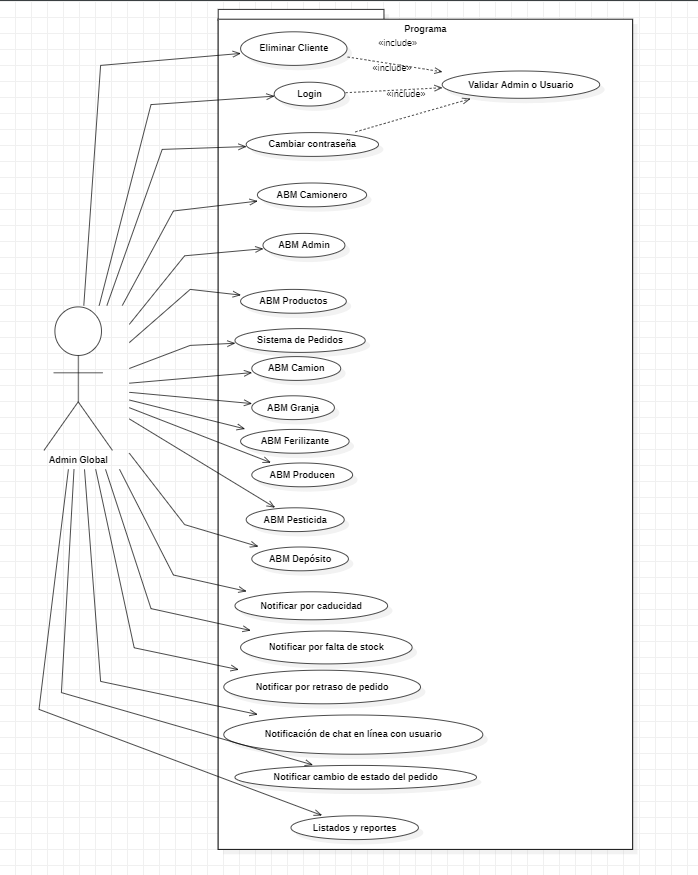 Programa
«include»
Eliminar Cliente
«include»
Validar Admin o Usuario
Login
«include»
Cambiar contraseña
ABM Camionero
ABM Admin
ABM Productos
Sistema de Pedidos
ABM Camion
ABM Granja
ABM Ferilizante
Admin Global
ABM Producen
ABM Pesticida
ABM Depósito
Notificar por caducidad
Notificar por falta de stock
Notificar por retraso de pedido
Notificación de chat en línea con usuario
Notificar cambio de estado del pedido
Listados y reportes